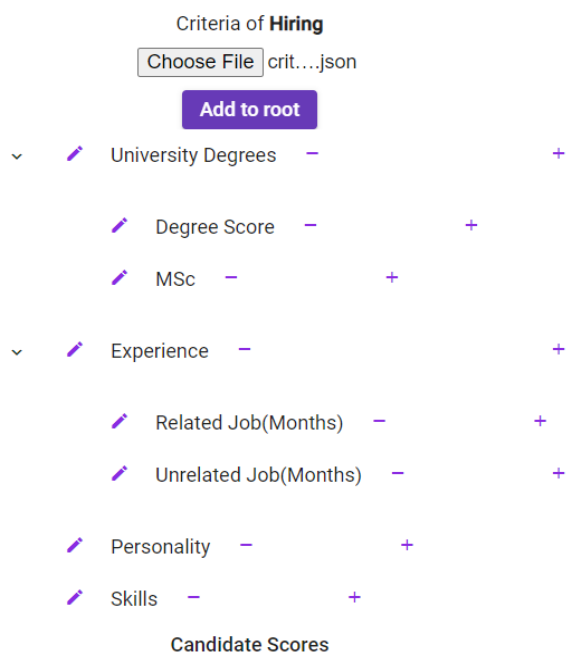 Criteria of Hiring
Choose File crit....json
Add to root
University Degrees − +
Degree Score − +
MSc − +
Experience − +
Related Job(Months) − +
Unrelated Job(Months) − +
Personality − +
Skills − +
Candidate Scores